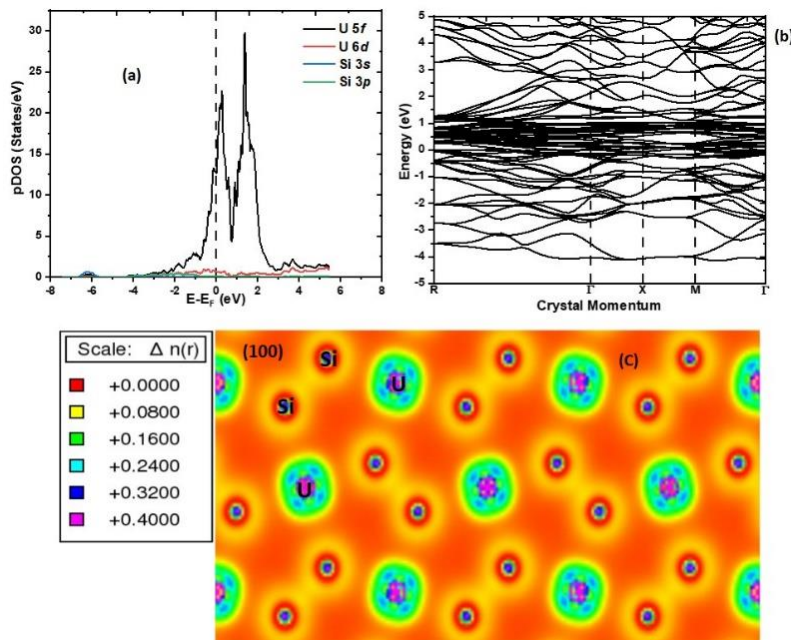 (a)
U 5f
U 6d
Si 3s
Si 3p
pDOS (States/eV)
30
25
20
15
10
5
0
-8 -6 -4 -2 0 2 4 6 8
E-E_F (eV)
(b)
Energy (eV)
5
4
3
2
1
0
-1
-2
-3
-4
-5
R Γ X M Γ
Crystal Momentum
Scale: Δ n(r)
+0.0000
+0.0800
+0.1600
+0.2400
+0.3200
+0.4000
(100)
(C)
Si
U
Si
U